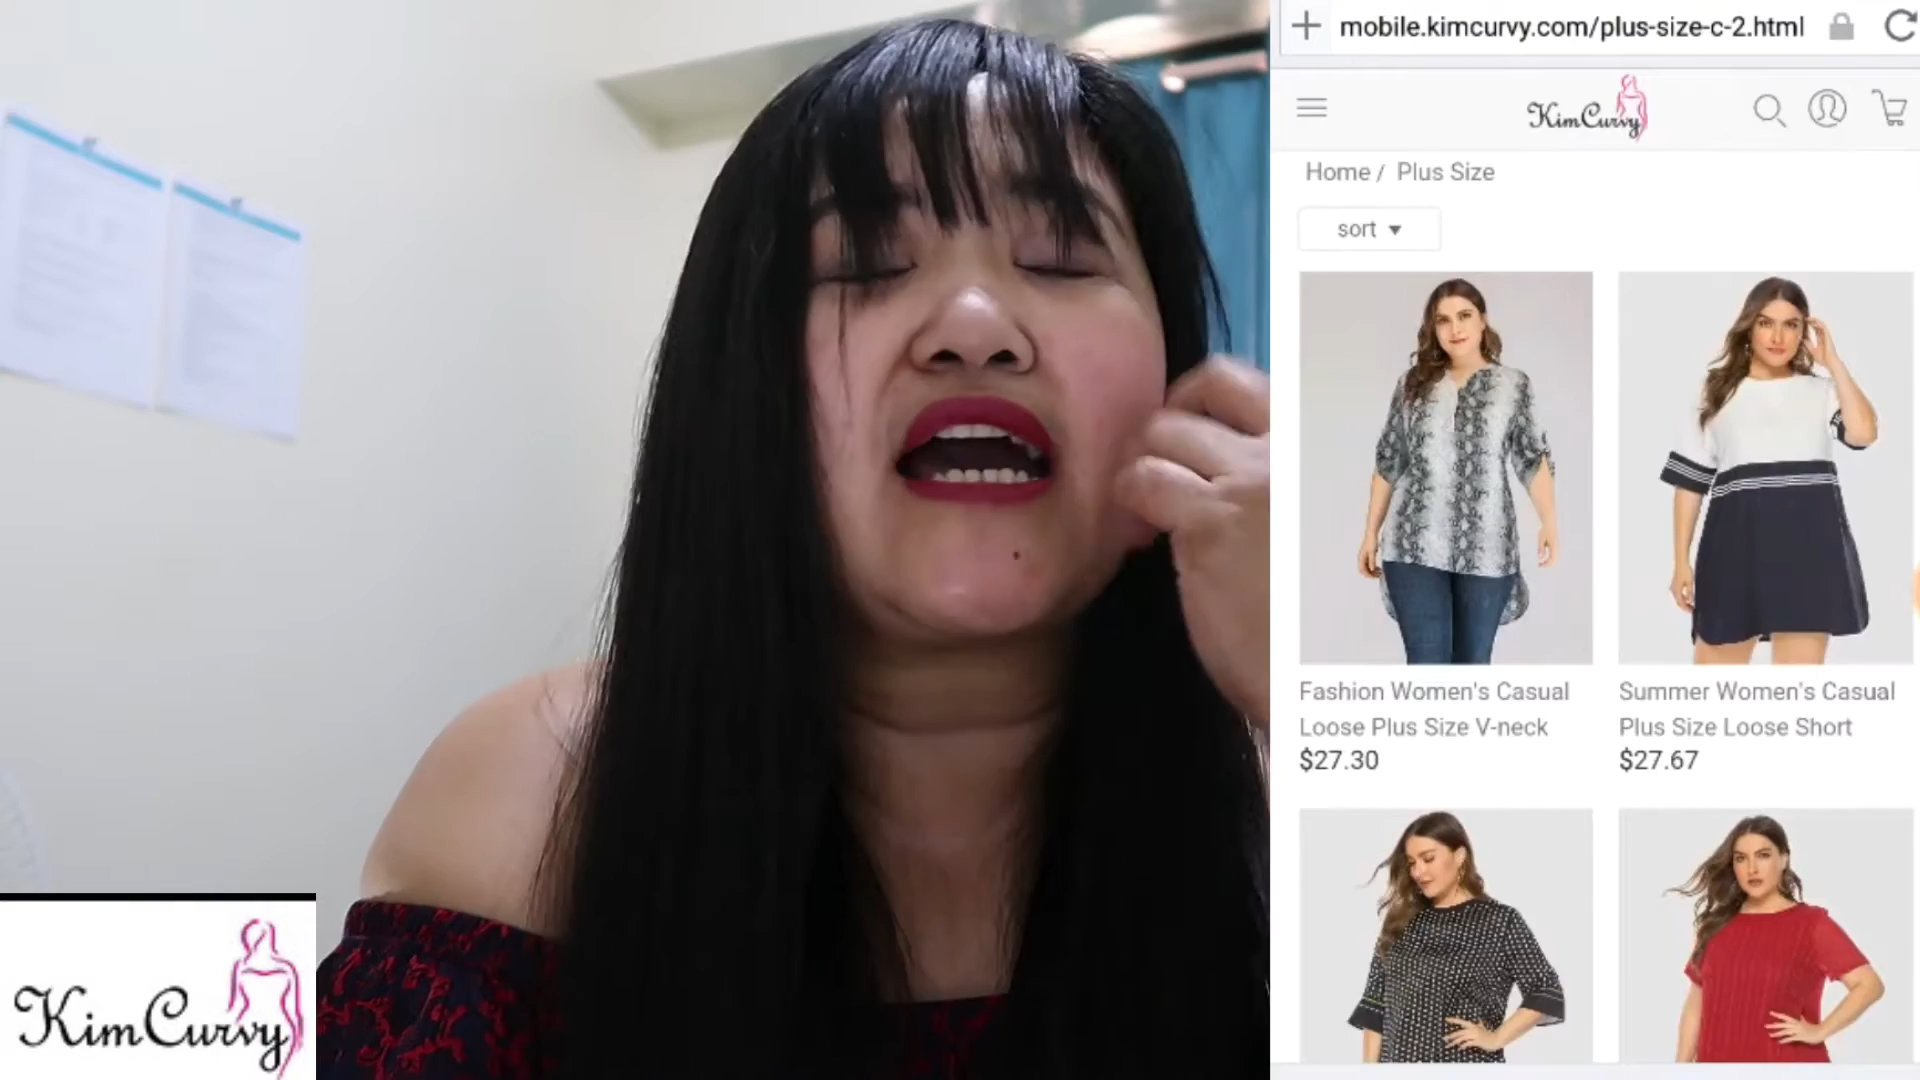 mobile.kimcurvy.com/plus-size-c-2.html
KimCurvy
Home / Plus Size
sort ▼
Fashion Women's Casual
Loose Plus Size V-neck
$27.30
Summer Women's Casual
Plus Size Loose Short
$27.67
KimCurvy